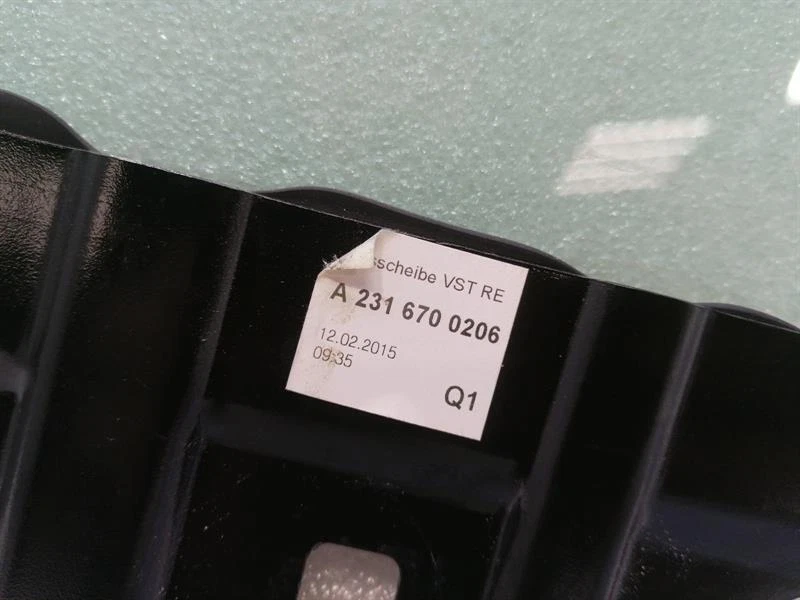 scheibe VST RE
A 231 670 0206
12.02.2015
09:35
Q1